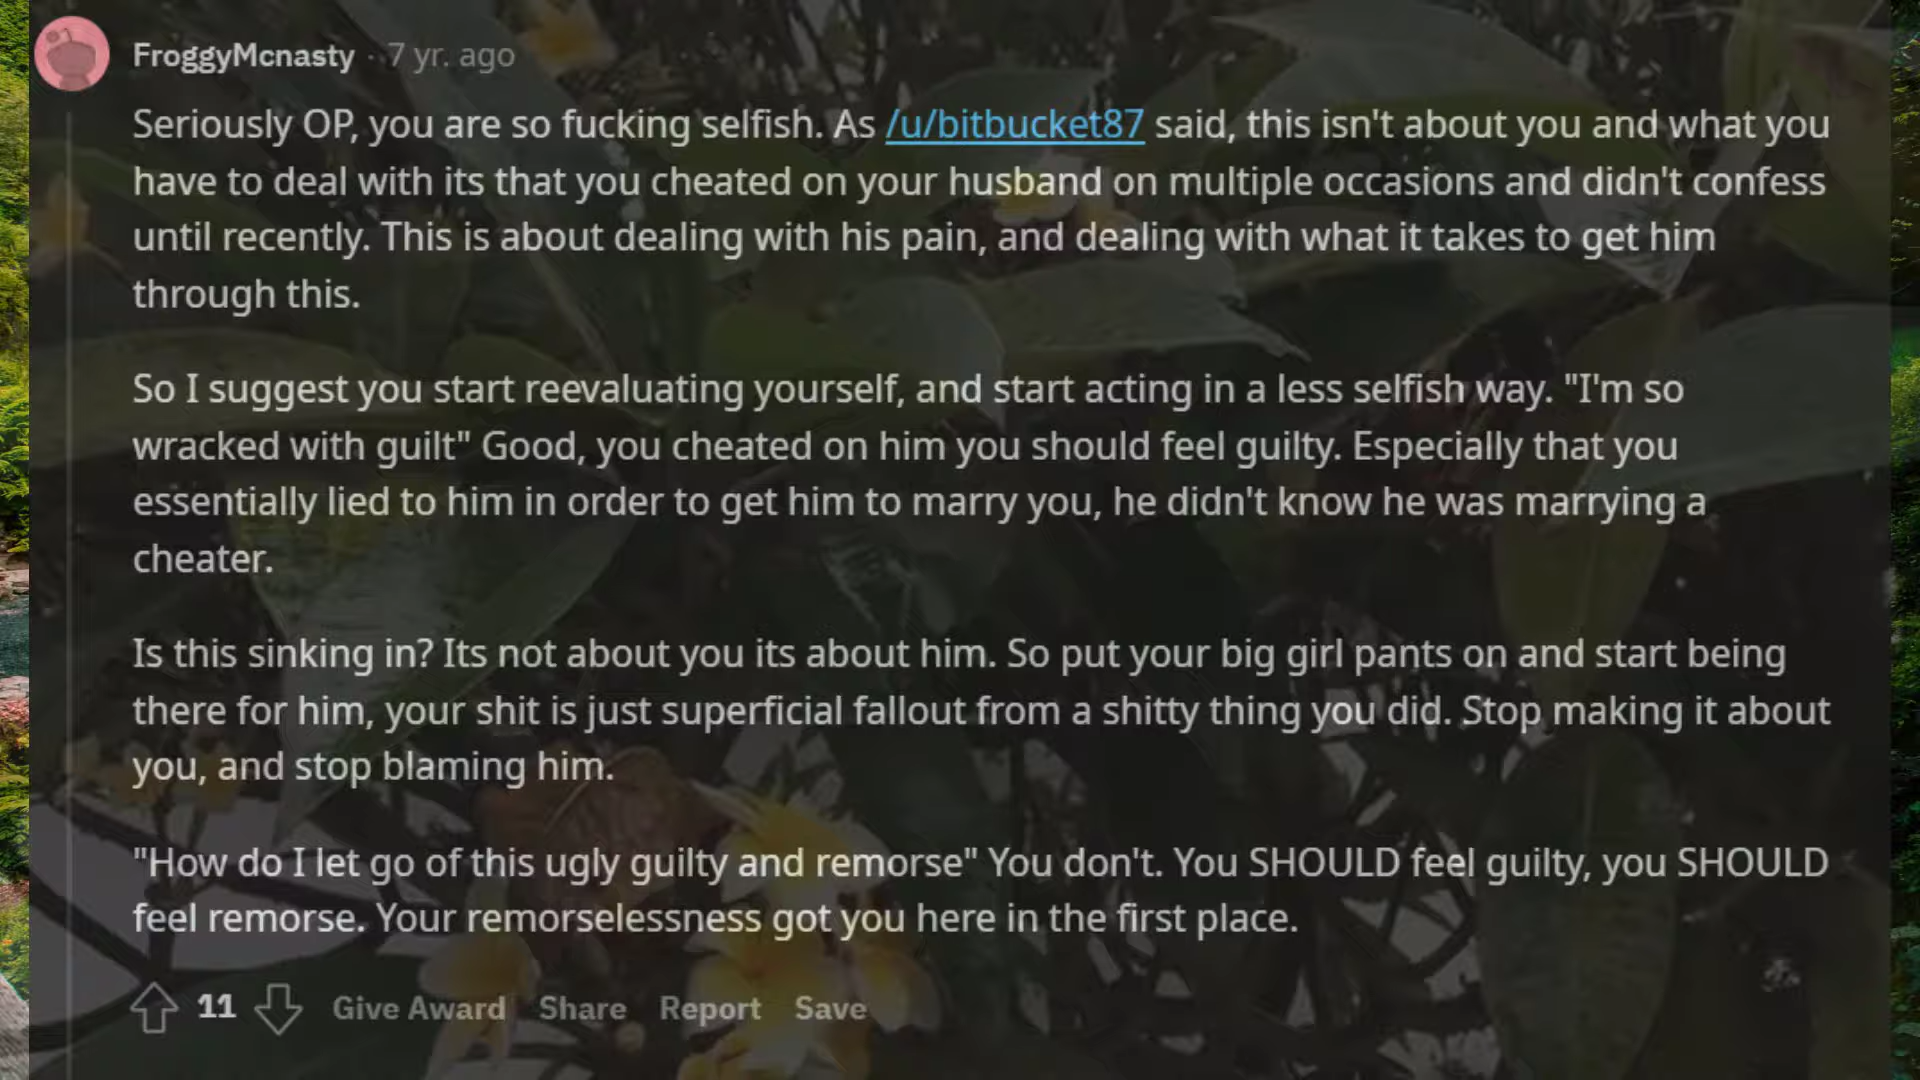 FroggyMcnasty · 7 yr. ago
Seriously OP, you are so fucking selfish. As /u/bitbucket87 said, this isn't about you and what you
have to deal with its that you cheated on your husband on multiple occasions and didn't confess
until recently. This is about dealing with his pain, and dealing with what it takes to get him
through this.
So I suggest you start reevaluating yourself, and start acting in a less selfish way. "I'm so
wracked with guilt" Good, you cheated on him you should feel guilty. Especially that you
essentially lied to him in order to get him to marry you, he didn't know he was marrying a
cheater.
Is this sinking in? Its not about you its about him. So put your big girl pants on and start being
there for him, your shit is just superficial fallout from a shitty thing you did. Stop making it about
you, and stop blaming him.
"How do I let go of this ugly guilty and remorse" You don't. You SHOULD feel guilty, you SHOULD
feel remorse. Your remorselessness got you here in the first place.
11 Give Award Share Report Save